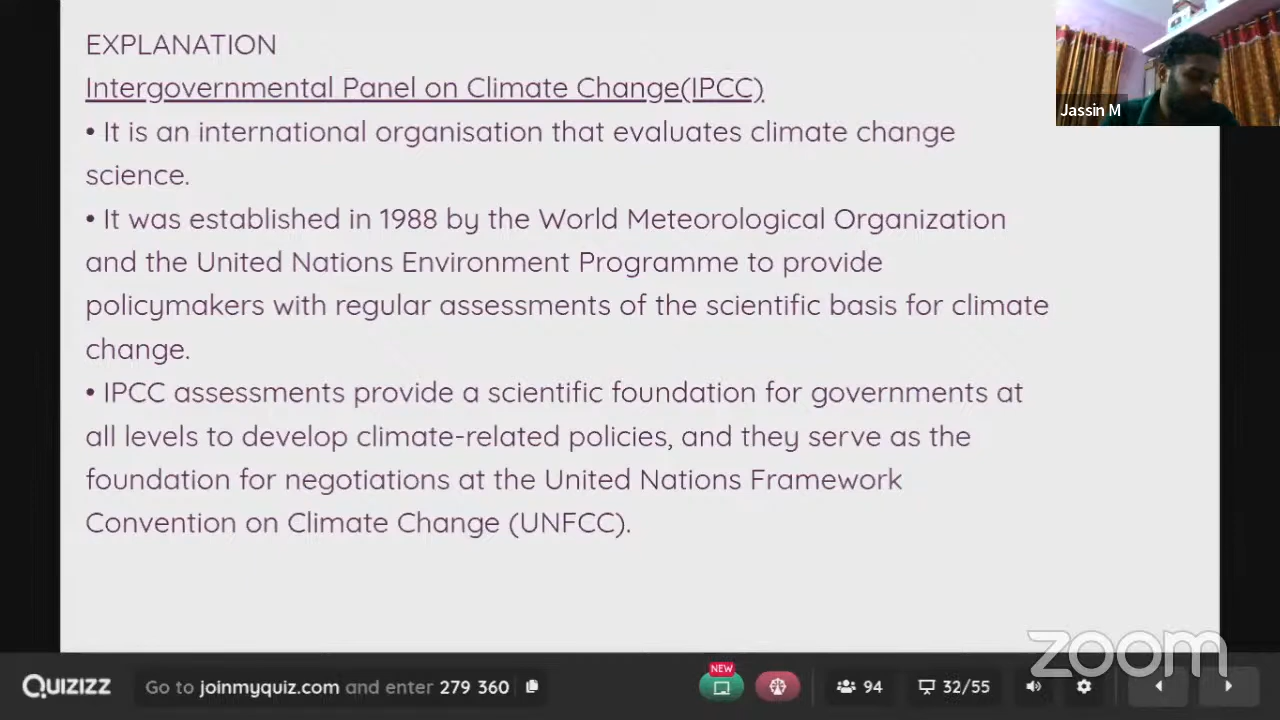 EXPLANATION
Intergovernmental Panel on Climate Change(IPCC)
• It is an international organisation that evaluates climate change
science.
• It was established in 1988 by the World Meteorological Organization
and the United Nations Environment Programme to provide
policymakers with regular assessments of the scientific basis for climate
change.
• IPCC assessments provide a scientific foundation for governments at
all levels to develop climate-related policies, and they serve as the
foundation for negotiations at the United Nations Framework
Convention on Climate Change (UNFCC).
Jassin M
zoom
Quizizz
Go to joinmyquiz.com and enter 279 360
NEW
94
32/55